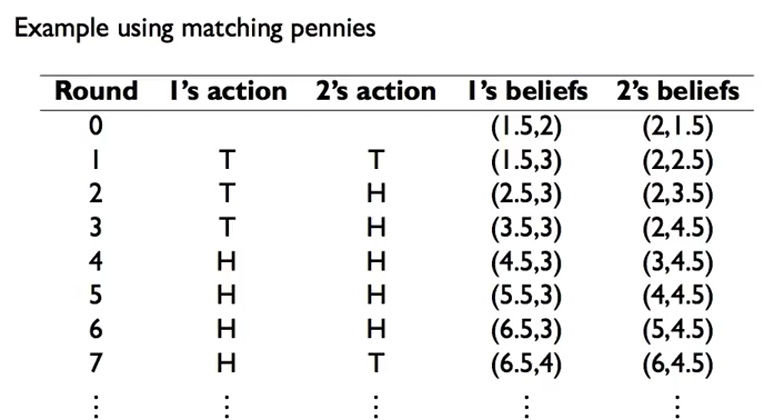 Example using matching pennies
Round 1's action 2's action 1's beliefs 2's beliefs
0 (1.5,2) (2,1.5)
1 T T (1.5,3) (2,2.5)
2 T H (2.5,3) (2,3.5)
3 T H (3.5,3) (2,4.5)
4 H H (4.5,3) (3,4.5)
5 H H (5.5,3) (4,4.5)
6 H H (6.5,3) (5,4.5)
7 H T (6.5,4) (6,4.5)
⋮ ⋮ ⋮ ⋮ ⋮